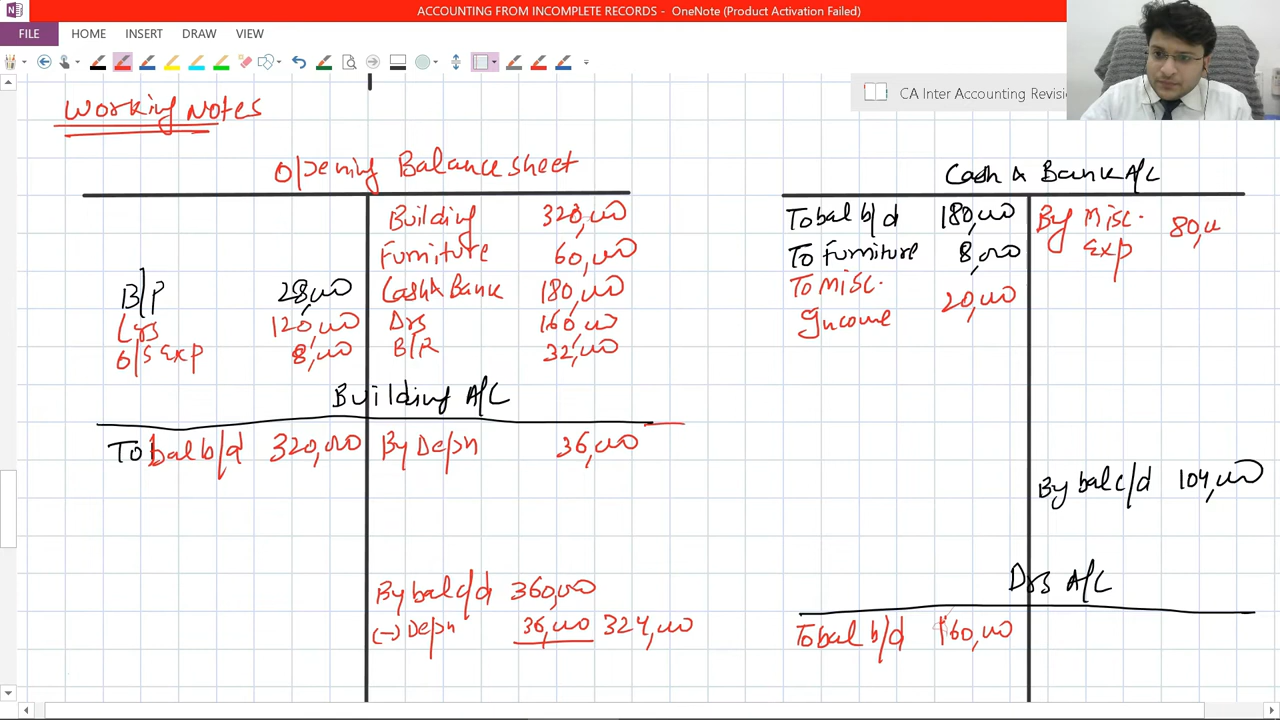 ACCOUNTING FROM INCOMPLETE RECORDS - OneNote (Product Activation Failed)
FILE HOME INSERT DRAW VIEW
CA Inter Accounting Revisio
Working Notes
Opening Balance sheet
Building 320,000
Furniture 60,000
B/P 28,000 Cash & Bank 180,000
Crs 120,000 Drs 160,000
O/S Exp 8,000 B/R 32,000
Building A/C
To bal b/d 320,000 By Depn 36,000
By bal c/d 360,000
(-) Depn 36,000 324,000
Cash & Bank A/C
To bal b/d 180,000 By Misc. Exp 80,000
To Furniture 8,000
To Misc. Income 20,000
By bal c/d 104,000
Drs A/C
To bal b/d 160,000